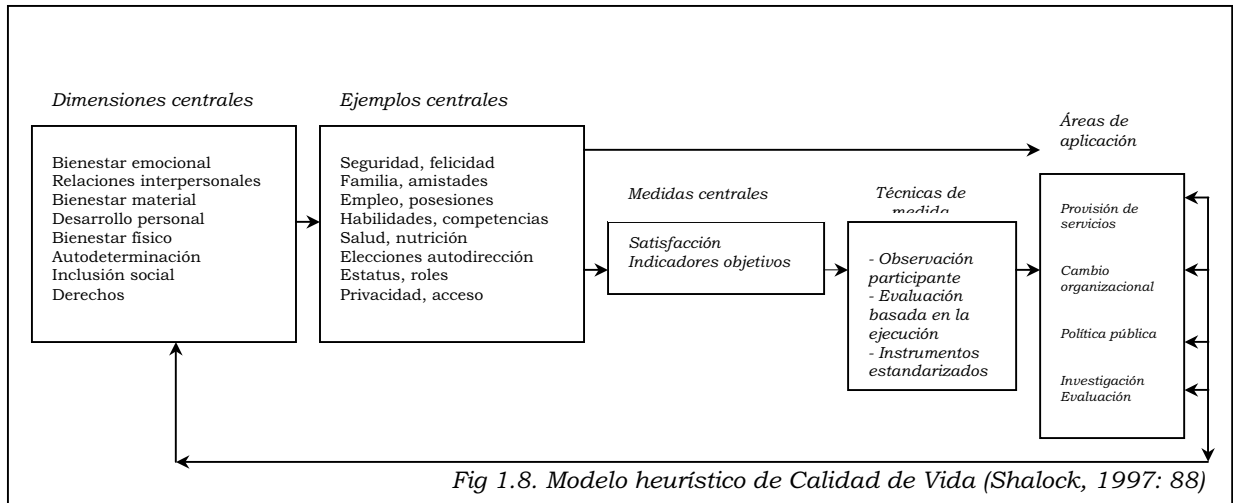 Dimensiones centrales
Bienestar emocional
Relaciones interpersonales
Bienestar material
Desarrollo personal
Bienestar físico
Autodeterminación
Inclusión social
Derechos
Ejemplos centrales
Seguridad, felicidad
Familia, amistades
Empleo, posesiones
Habilidades, competencias
Salud, nutrición
Elecciones autodirección
Estatus, roles
Privacidad, acceso
Medidas centrales
Satisfacción
Indicadores objetivos
Técnicas de
medida
- Observación
participante
- Evaluación
basada en la
ejecución
- Instrumentos
estandarizados
Áreas de
aplicación
Provisión de
servicios
Cambio
organizacional
Política pública
Investigación
Evaluación
Fig 1.8. Modelo heurístico de Calidad de Vida (Shalock, 1997: 88)